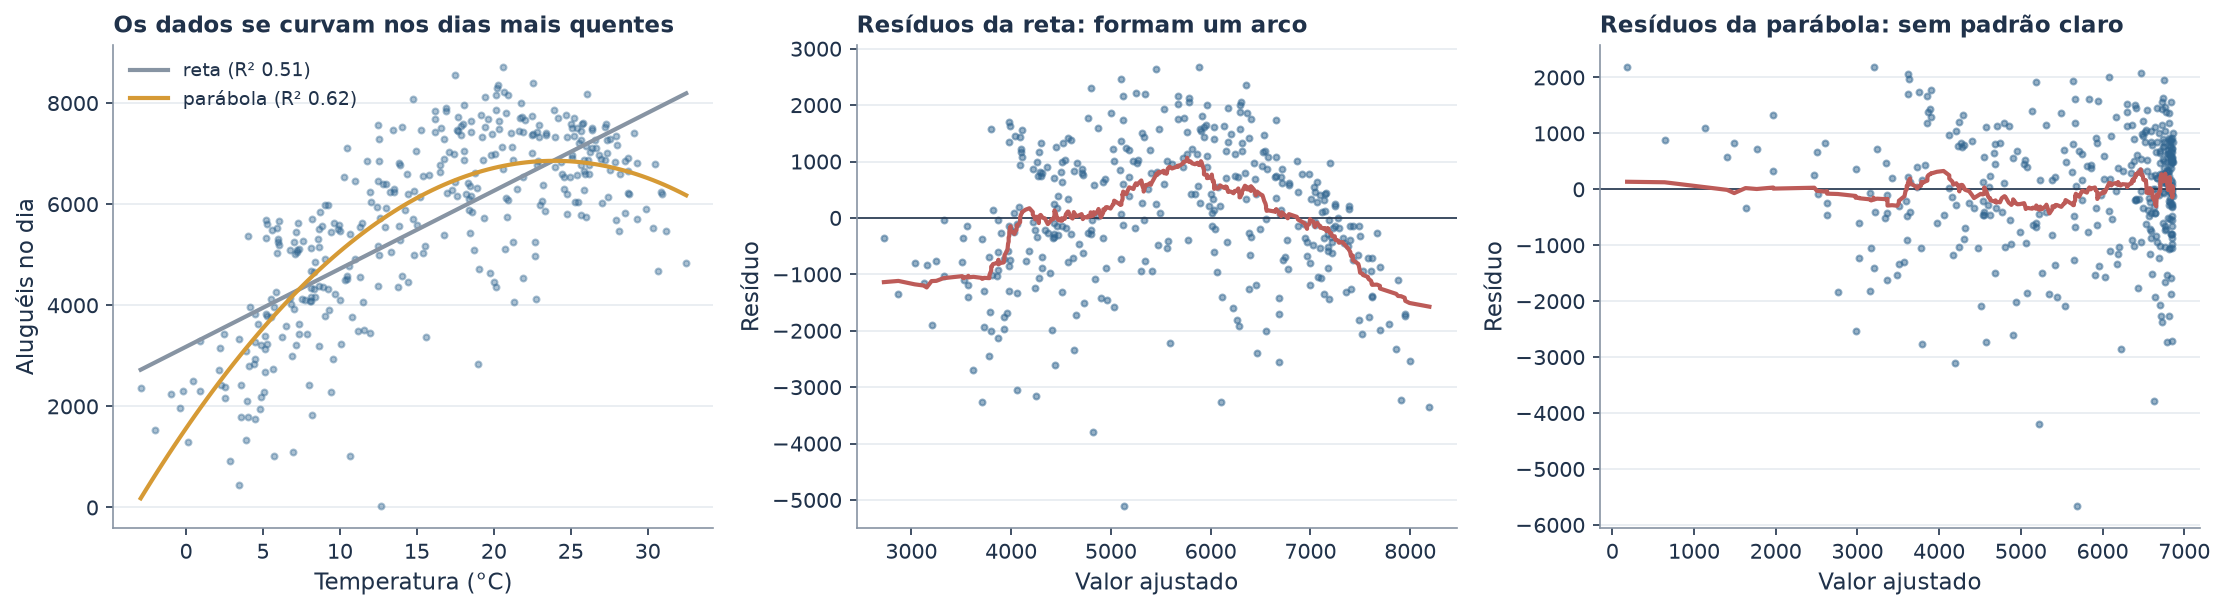 Os dados se curvam nos dias mais quentes
reta (R² 0.51)
parábola (R² 0.62)
Aluguéis no dia
8000
6000
4000
2000
0
0 5 10 15 20 25 30
Temperatura (°C)
Resíduos da reta: formam um arco
Resíduo
3000
2000
1000
0
−1000
−2000
−3000
−4000
−5000
3000 4000 5000 6000 7000 8000
Valor ajustado
Resíduos da parábola: sem padrão claro
Resíduo
2000
1000
0
−1000
−2000
−3000
−4000
−5000
−6000
0 1000 2000 3000 4000 5000 6000 7000
Valor ajustado